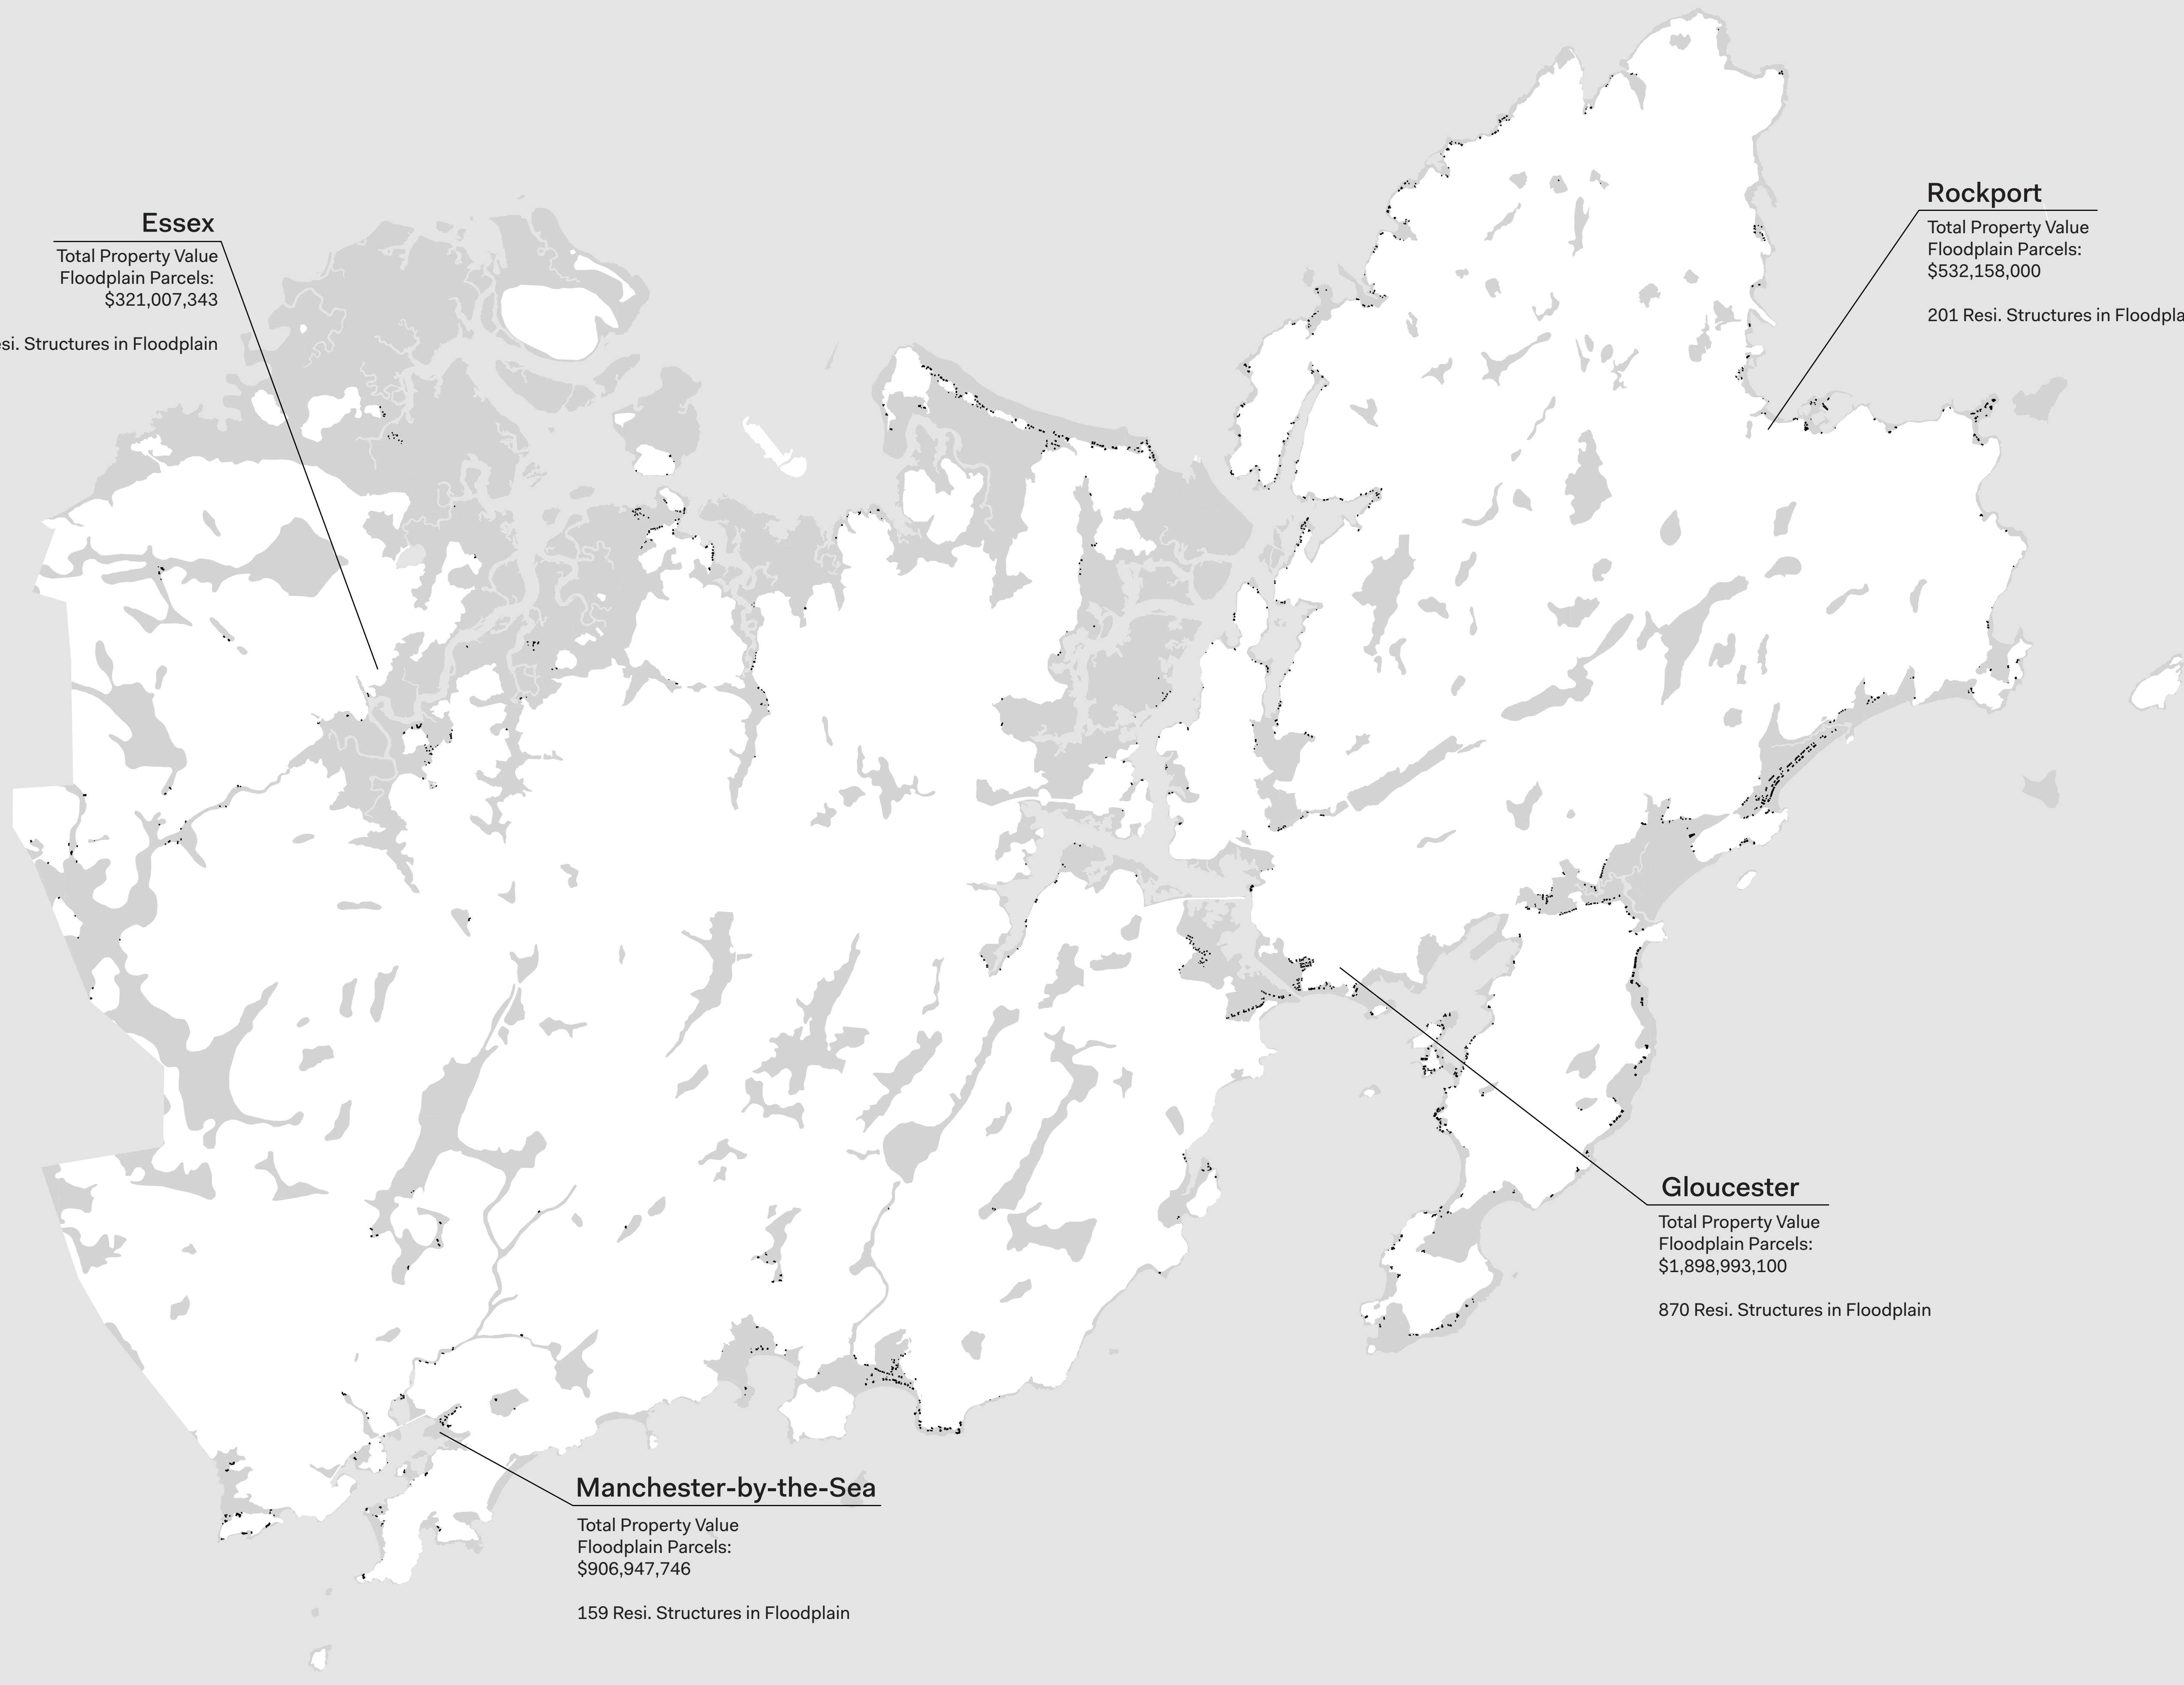 Essex
Total Property Value
Floodplain Parcels:
$321,007,343
Structures in Floodplain
Rockport
Total Property Value
Floodplain Parcels:
$532,158,000
201 Resi. Structures in
Gloucester
Total Property Value
Floodplain Parcels:
$1,898,993,100
870 Resi. Structures in Floodplain
Manchester-by-the-Sea
Total Property Value
Floodplain Parcels:
$906,947,746
159 Resi. Structures in Floodplain